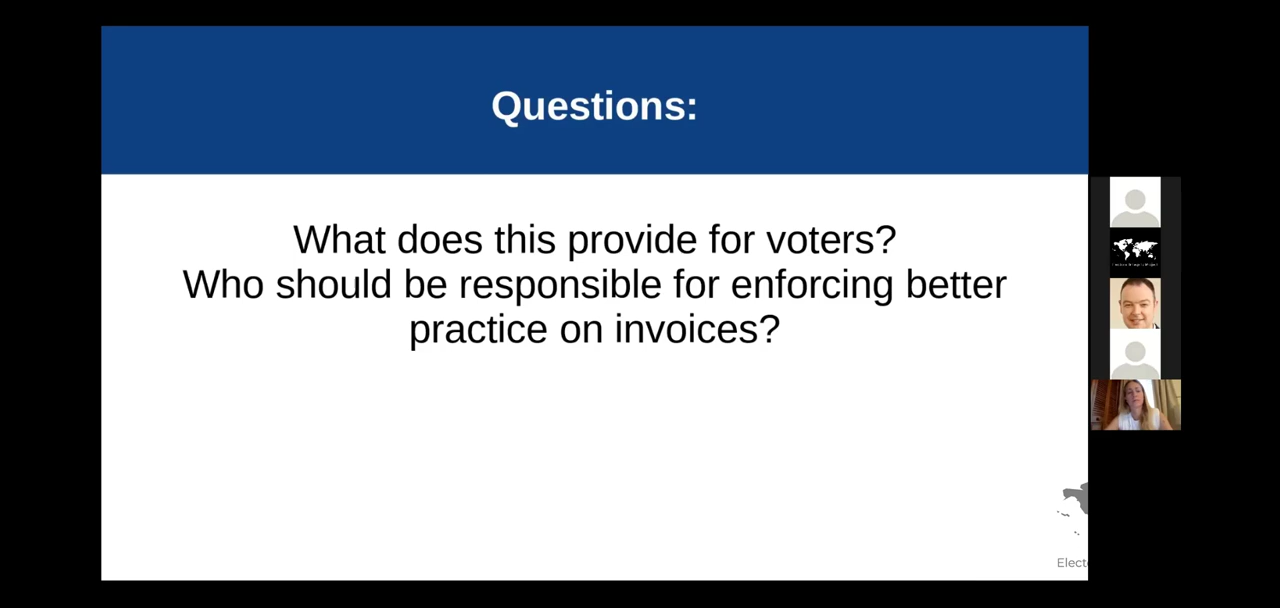 Questions:
What does this provide for voters?
Who should be responsible for enforcing better
practice on invoices?